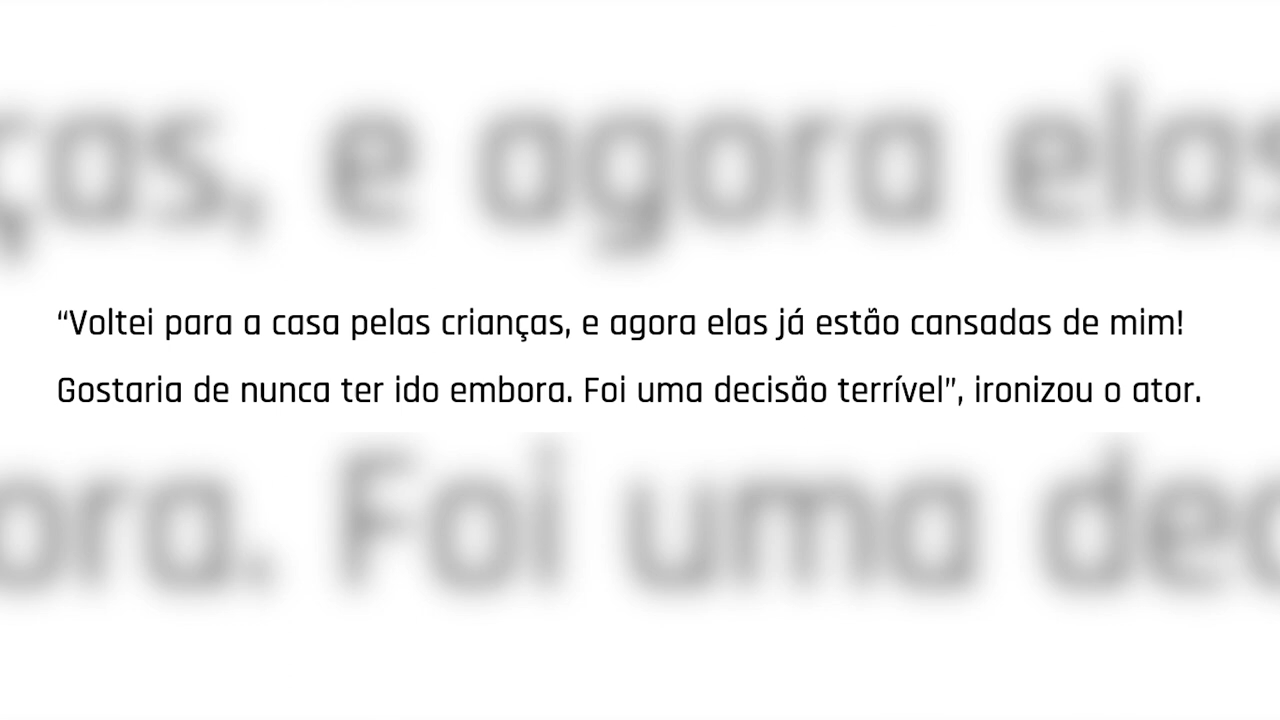 “Voltei para a casa pelas crianças, e agora elas já estão cansadas de mim!
Gostaria de nunca ter ido embora. Foi uma decisão terrível”, ironizou o ator.